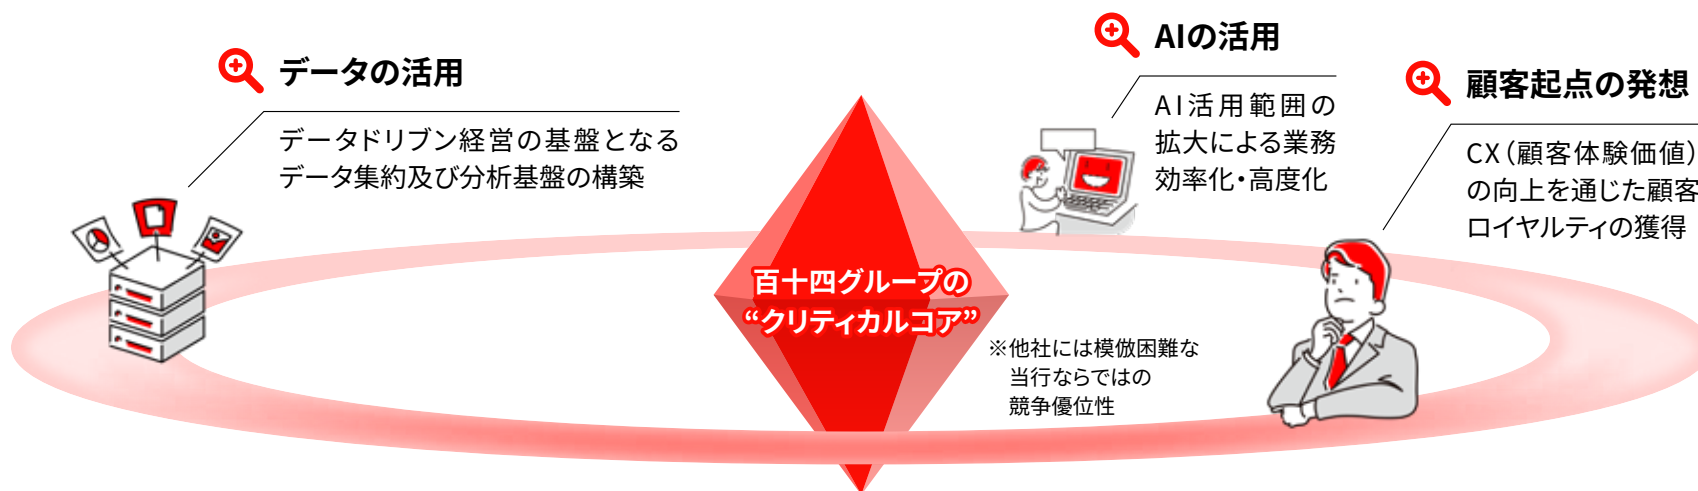 データの活用
データドリブン経営の基盤となる
データ集約及び分析基盤の構築
AIの活用
AI活用範囲の
拡大による業務
効率化・高度化
顧客起点の発想
CX(顧客体験価値)
の向上を通じた顧客
ロイヤルティの獲得
百十四グループの
“クリティカルコア”
※他社には模倣困難な
当行ならではの
競争優位性